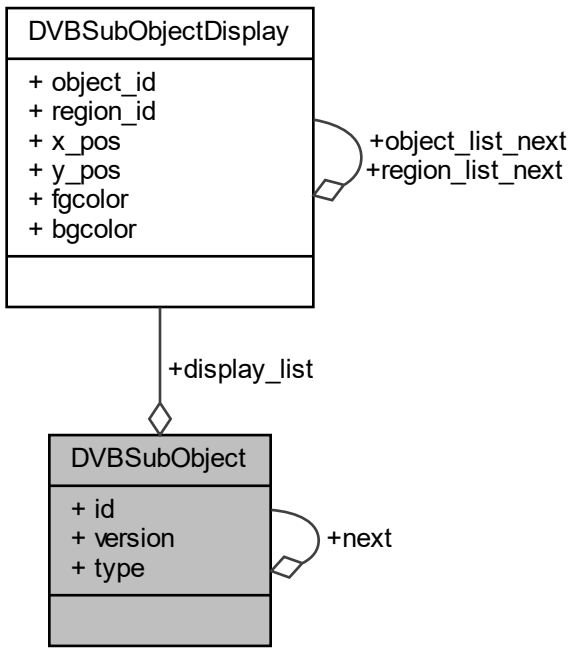 DVBSubObjectDisplay
+ object_id
+ region_id
+ x_pos
+ y_pos
+ fgcolor
+ bgcolor
+object_list_next
+region_list_next
+display_list
DVBSubObject
+ id
+ version
+ type
+next